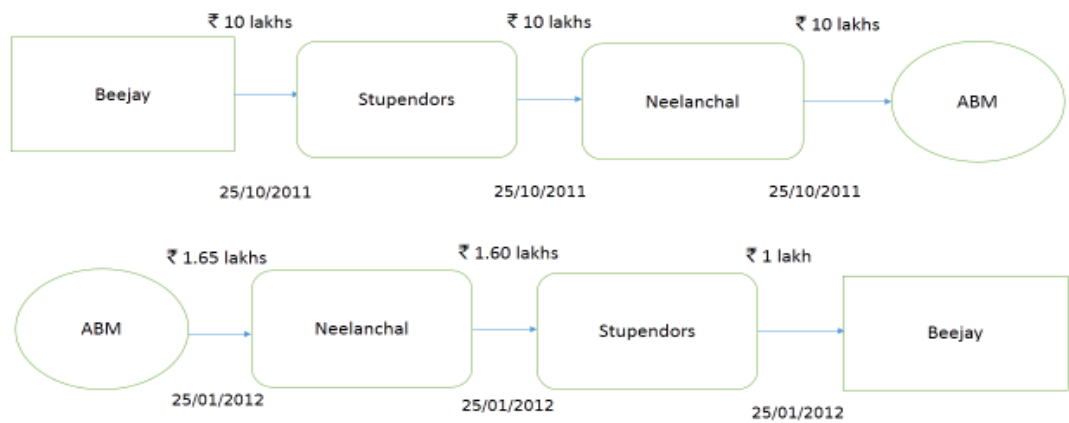 ₹ 10 lakhs ₹ 10 lakhs ₹ 10 lakhs
Beejay Stupendors Neelanchal ABM
25/10/2011 25/10/2011 25/10/2011
₹ 1.65 lakhs ₹ 1.60 lakhs ₹ 1 lakh
ABM Neelanchal Stupendors Beejay
25/01/2012 25/01/2012 25/01/2012